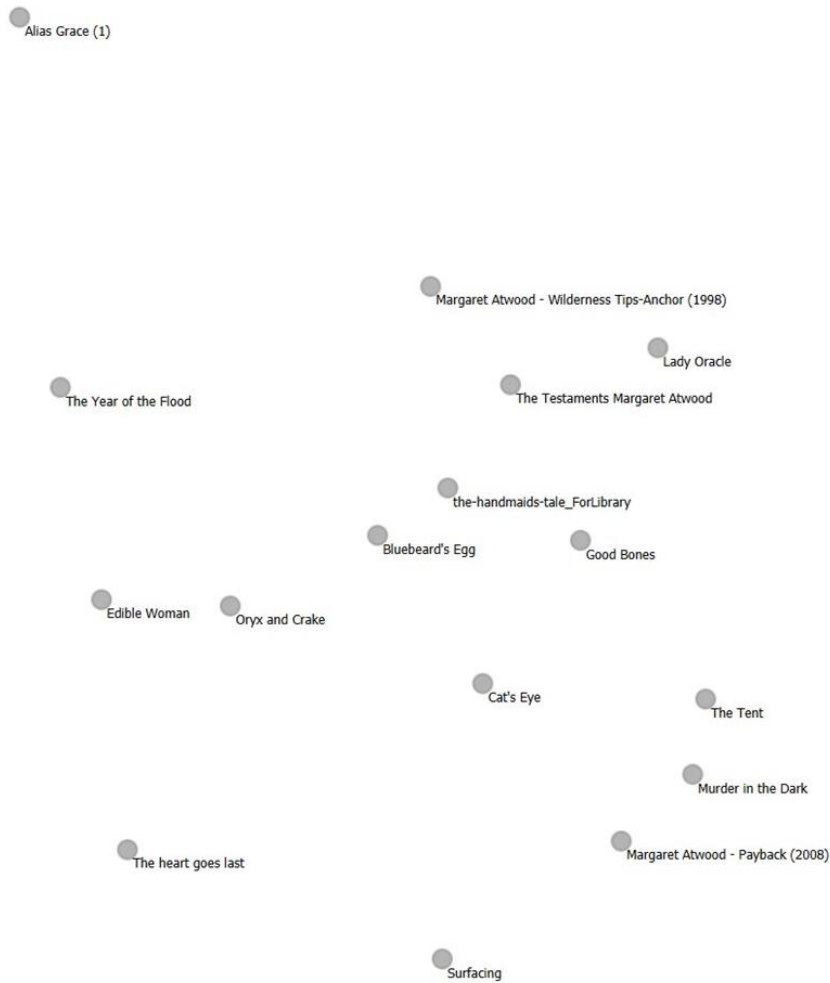 Alias Grace (1)
Margaret Atwood - Wilderness Tips-Anchor (1998)
Lady Oracle
The Testaments Margaret Atwood
The Year of the Flood
the-handmaids-tale_ForLibrary
Bluebeard's Egg
Good Bones
Edible Woman
Oryx and Crake
Cat's Eye
The Tent
Murder in the Dark
Margaret Atwood - Payback (2008)
The heart goes last
Surfacing